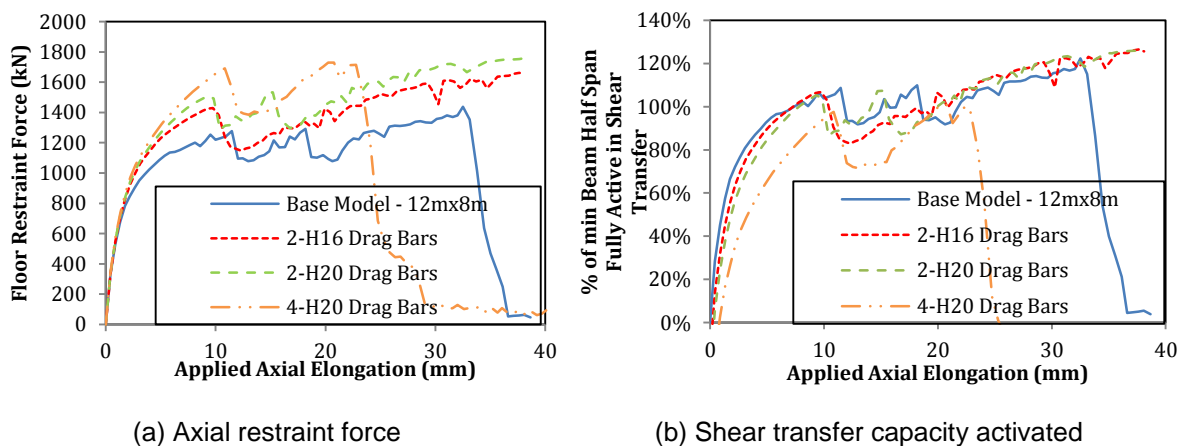 2000
1800
1600
1400
1200
1000
800
600
400
200
0
Floor Restraint Force (kN)
Base Model - 12mx8m
2-H16 Drag Bars
2-H20 Drag Bars
4-H20 Drag Bars
0 10 20 30 40
Applied Axial Elongation (mm)
(a) Axial restraint force
140%
120%
100%
80%
60%
40%
20%
0%
% of min Beam Half Span
Fully Active in Shear
Transfer
Base Model - 12mx8m
2-H16 Drag Bars
2-H20 Drag Bars
4-H20 Drag Bars
0 10 20 30 40
Applied Axial Elongation (mm)
(b) Shear transfer capacity activated